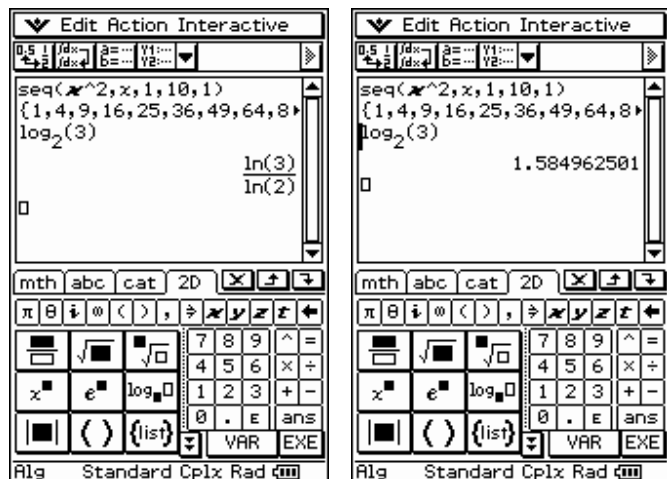 Edit Action Interactive
seq(x^2,x,1,10,1)
{1,4,9,16,25,36,49,64,8
log2(3)
ln(3)
ln(2)
mth abc cat 2D
π θ i ∞ ( ) , ⇒ x y z t
7 8 9 ^ =
4 5 6 × ÷
x■ e■ log■□ 1 2 3 + −
0 . E ans
|■| ( ) {list} VAR EXE
Alg Standard Cplx Rad
Edit Action Interactive
seq(x^2,x,1,10,1)
{1,4,9,16,25,36,49,64,8
log2(3)
1.584962501
mth abc cat 2D
π θ i ∞ ( ) , ⇒ x y z t
7 8 9 ^ =
4 5 6 × ÷
x■ e■ log■□ 1 2 3 + −
0 . E ans
|■| ( ) {list} VAR EXE
Alg Standard Cplx Rad